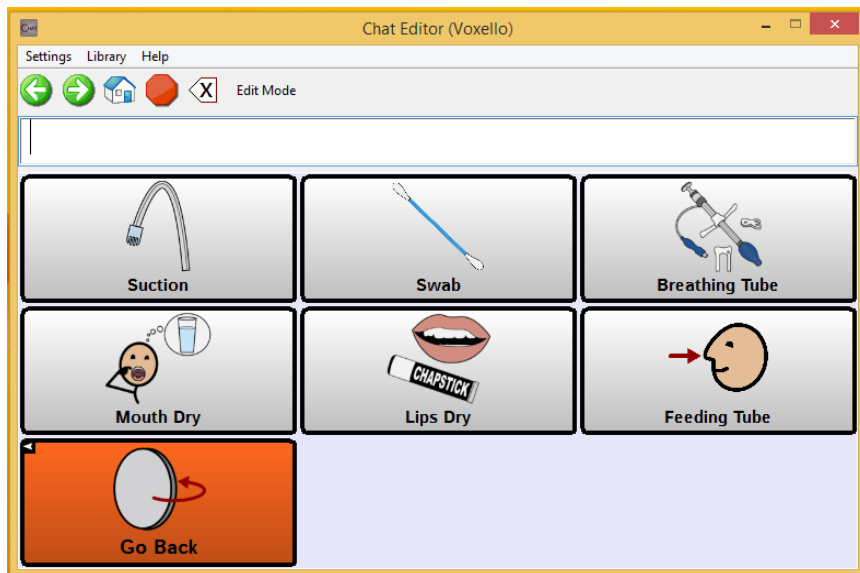 Chat Editor (Voxello)
Settings Library Help
X Edit Mode
Suction Swab Breathing Tube
CHAPSTICK
Mouth Dry Lips Dry Feeding Tube
Go Back